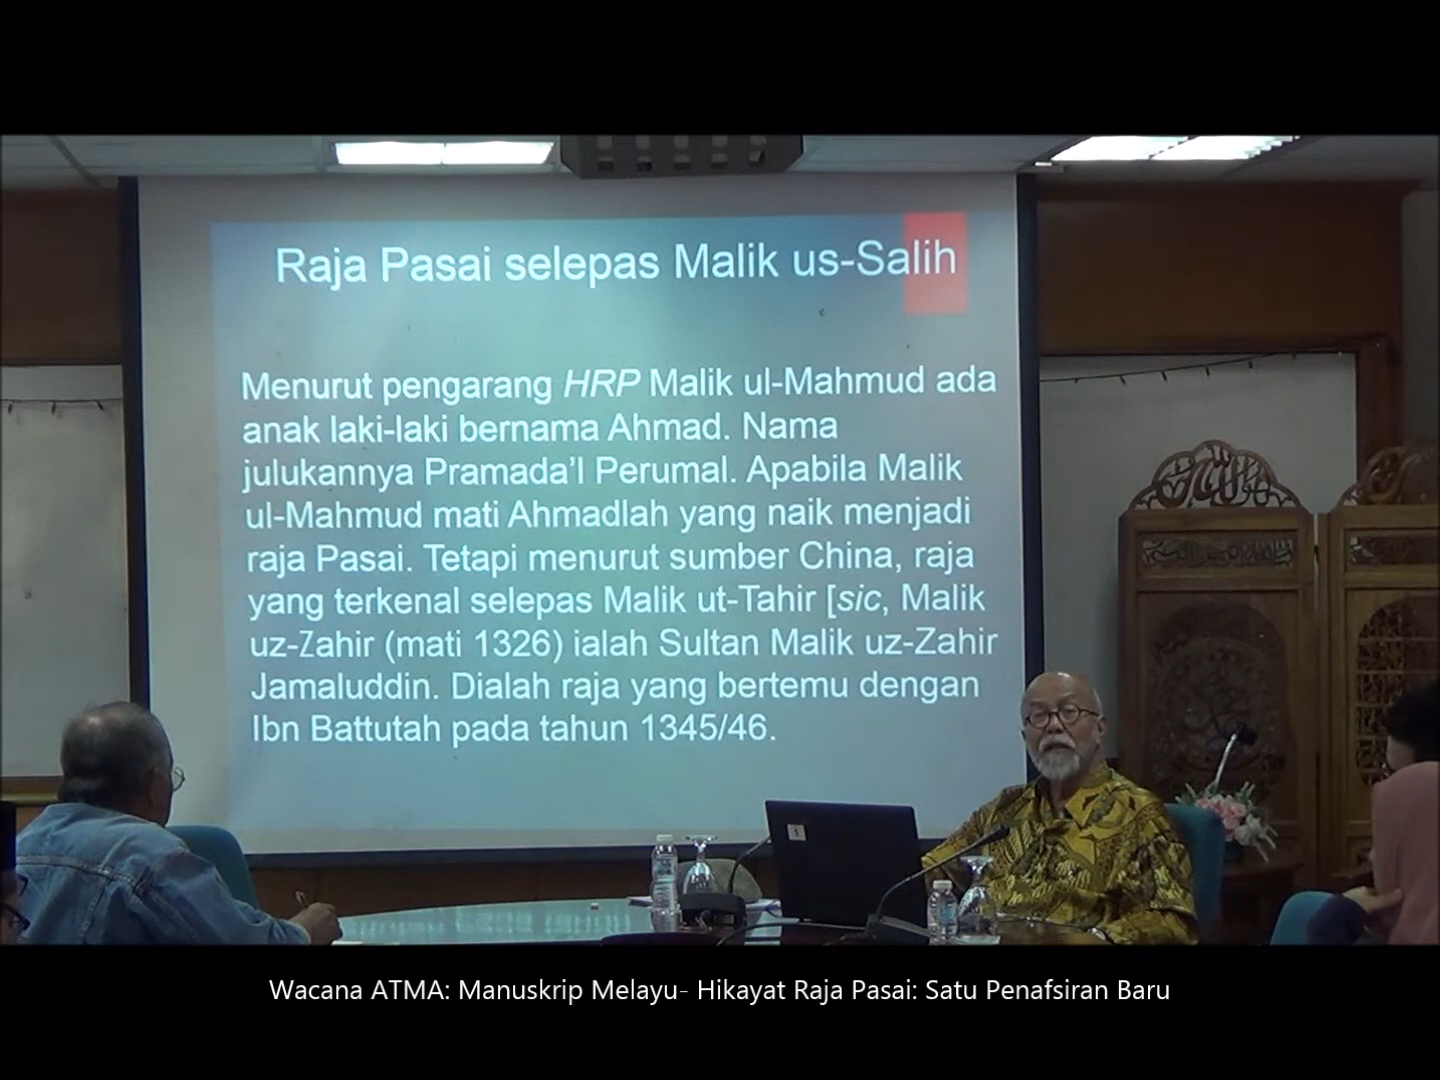 Raja Pasai selepas Malik us-Salih
Menurut pengarang HRP Malik ul-Mahmud ada
anak laki-laki bernama Ahmad. Nama
julukannya Pramada'l Perumal. Apabila Malik
ul-Mahmud mati Ahmadlah yang naik menjadi
raja Pasai. Tetapi menurut sumber China, raja
yang terkenal selepas Malik ut-Tahir [sic, Malik
uz-Zahir (mati 1326) ialah Sultan Malik uz-Zahir
Jamaluddin. Dialah raja yang bertemu dengan
Ibn Battutah pada tahun 1345/46.
Wacana ATMA: Manuskrip Melayu- Hikayat Raja Pasai: Satu Penafsiran Baru